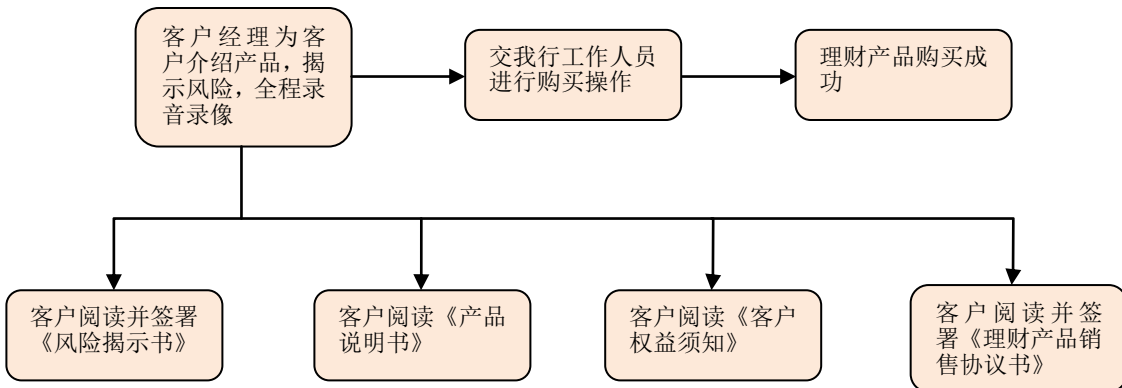 客户经理为客
户介绍产品，揭
示风险，全程录
音录像
交我行工作人员
进行购买操作
理财产品购买成
功
客户阅读并签署
《风险揭示书》
客户阅读《产品
说明书》
客户阅读《客户
权益须知》
客户阅读并签
署《理财产品销
售协议书》